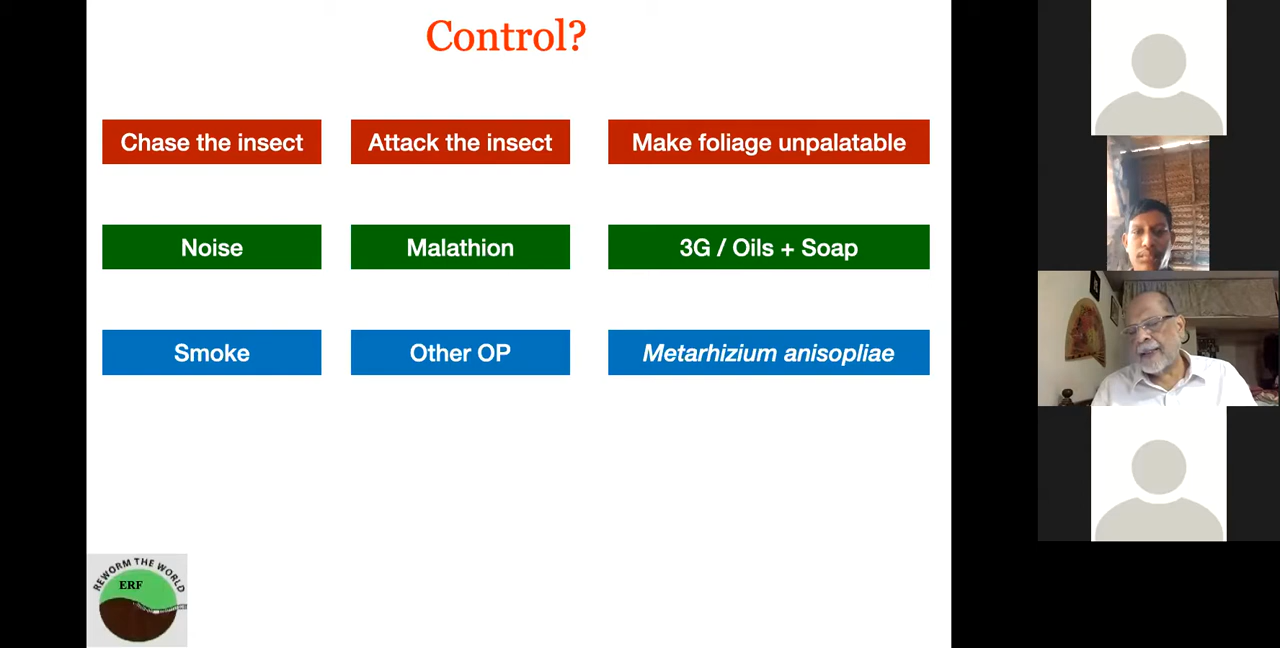 Control?
Chase the insect
Attack the insect
Make foliage unpalatable
Noise
Malathion
3G / Oils + Soap
Smoke
Other OP
Metarhizium anisopliae
REWORM THE WORLD
ERF